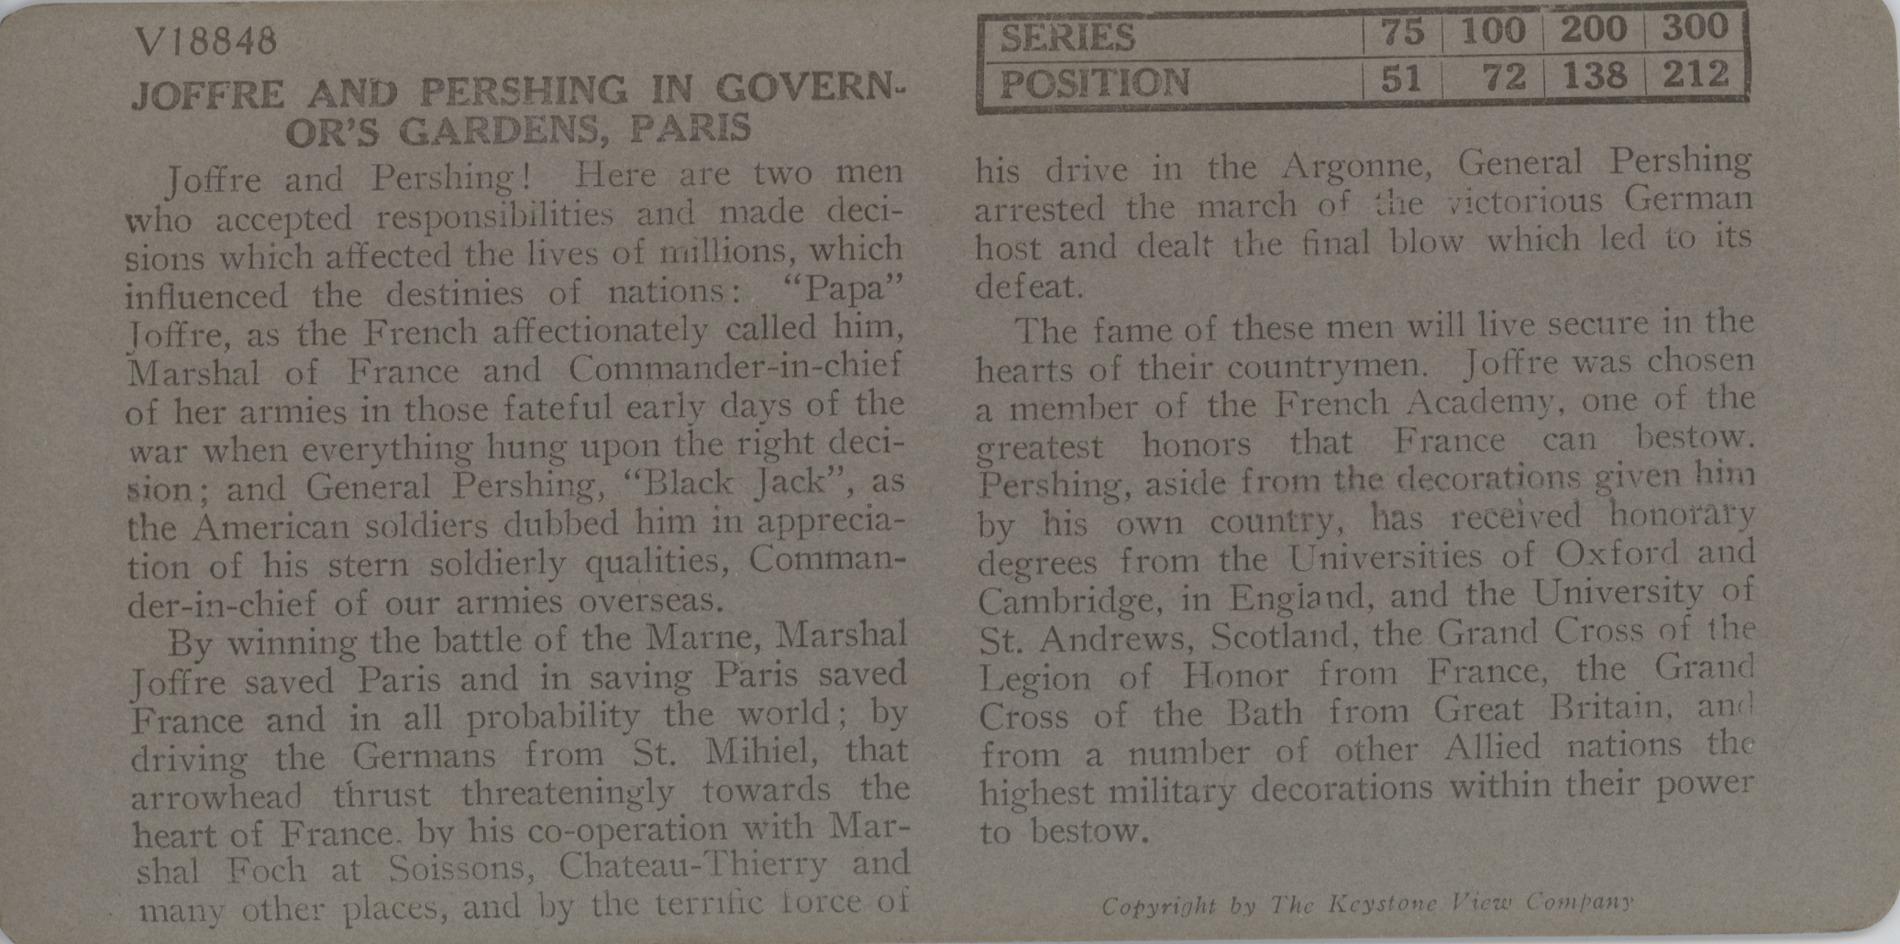 V18848
JOFFRE AND PERSHING IN GOVERN-
OR'S GARDENS, PARIS
Joffre and Pershing! Here are two men
who accepted responsibilities and made deci-
sions which affected the lives of millions, which
influenced the destinies of nations: "Papa"
Joffre, as the French affectionately called him,
Marshal of France and Commander-in-chief
of her armies in those fateful early days of the
war when everything hung upon the right deci-
sion; and General Pershing, "Black Jack", as
the American soldiers dubbed him in apprecia-
tion of his stern soldierly qualities, Comman-
der-in-chief of our armies overseas.
By winning the battle of the Marne, Marshal
Joffre saved Paris and in saving Paris saved
France and in all probability the world; by
driving the Germans from St. Mihiel, that
arrowhead thrust threateningly towards the
heart of France. by his co-operation with Mar-
shal Foch at Soissons, Chateau-Thierry and
many other places, and by the terrific force of
SERIES 75 100 200 300
POSITION 51 72 138 212
his drive in the Argonne, General Pershing
arrested the march of the victorious German
host and dealt the final blow which led to its
defeat.
The fame of these men will live secure in the
hearts of their countrymen. Joffre was chosen
a member of the French Academy, one of the
greatest honors that France can bestow.
Pershing, aside from the decorations given him
by his own country, has received honorary
degrees from the Universities of Oxford and
Cambridge, in England, and the University of
St. Andrews, Scotland, the Grand Cross of the
Legion of Honor from France, the Grand
Cross of the Bath from Great Britain, and
from a number of other Allied nations the
highest military decorations within their power
to bestow.
Copyright by The Keystone View Company